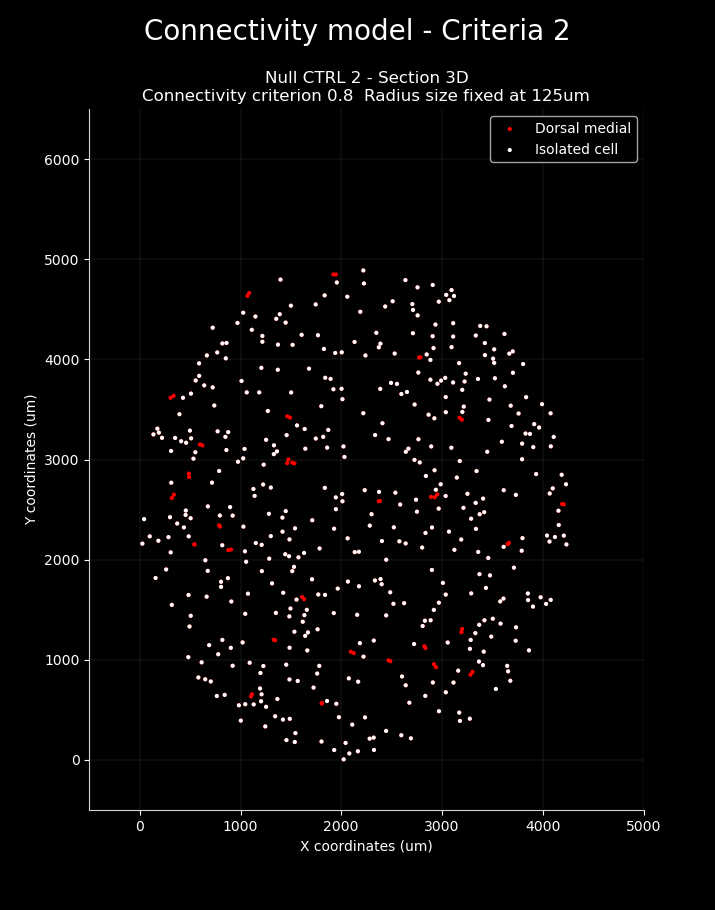 Connectivity model - Criteria 2
Null CTRL 2 - Section 3D
Connectivity criterion 0.8  Radius size fixed at 125um
Dorsal medial
Isolated cell
6000
5000
4000
3000
2000
1000
0
Y coordinates (um)
0
1000
2000
3000
4000
5000
X coordinates (um)